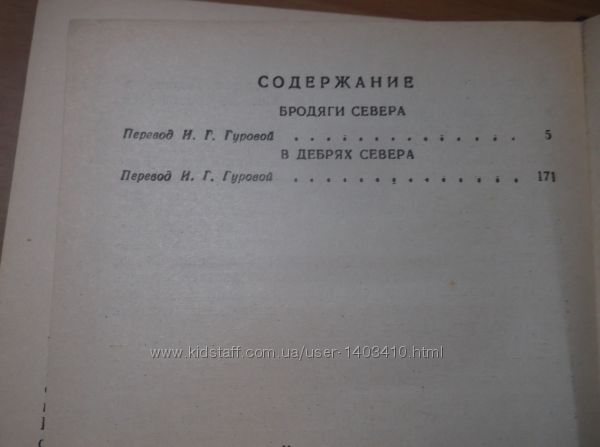 СОДЕРЖАНИЕ
БРОДЯГИ СЕВЕРА
Перевод И. Г. Гуровой . . . . . . . . . . . . . . 5
В ДЕБРЯХ СЕВЕРА
Перевод И. Г. Гуровой . . . . . . . . . . . . . . 171
www.kidstaff.com.ua/user-1403410.html